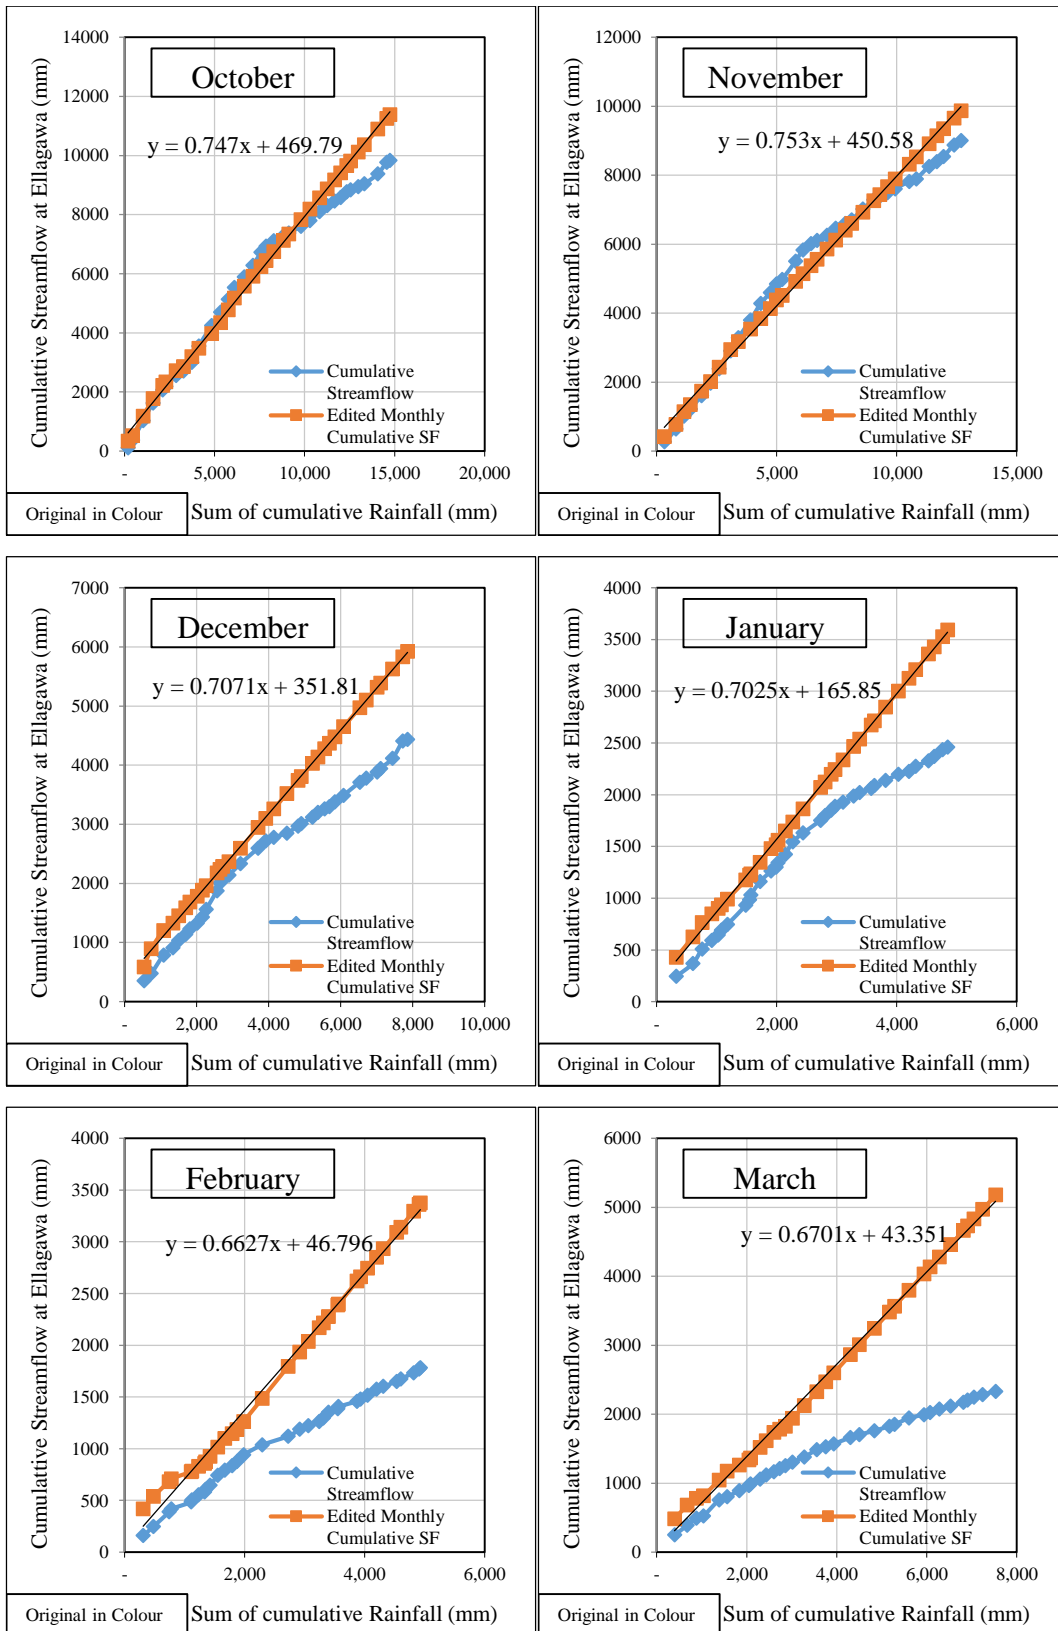 October
y = 0.747x + 469.79
Cumulative Streamflow at Ellagawa (mm)
14000
12000
10000
8000
6000
4000
2000
0
-
5,000
10,000
15,000
20,000
Cumulative
Streamflow
Edited Monthly
Cumulative SF
Original in Colour
Sum of cumulative Rainfall (mm)
November
y = 0.753x + 450.58
Cumulative Streamflow at Ellagawa (mm)
12000
10000
8000
6000
4000
2000
0
-
5,000
10,000
15,000
Cumulative
Streamflow
Edited Monthly
Cumulative SF
Original in Colour
Sum of cumulative Rainfall (mm)
December
y = 0.7071x + 351.81
Cumulattive Streamflow at Ellagawa (mm)
7000
6000
5000
4000
3000
2000
1000
0
-
2,000
4,000
6,000
8,000
10,000
Cumulative
Streamflow
Edited Monthly
Cumulative SF
Original in Colour
Sum of cumulative Rainfall (mm)
January
y = 0.7025x + 165.85
Cumulattive Streamflow at Ellagawa (mm)
4000
3500
3000
2500
2000
1500
1000
500
0
-
2,000
4,000
6,000
Cumulative
Streamflow
Edited Monthly
Cumulative SF
Original in Colour
Sum of cumulative Rainfall (mm)
February
y = 0.6627x + 46.796
Cumulattive Streamflow at Ellagawa (mm)
4000
3500
3000
2500
2000
1500
1000
500
0
-
2,000
4,000
6,000
Cumulative
Streamflow
Edited Monthly
Cumulative SF
Original in Colour
Sum of cumulative Rainfall (mm)
March
y = 0.6701x + 43.351
Cumulattive Streamflow at Ellagawa (mm)
6000
5000
4000
3000
2000
1000
0
-
2,000
4,000
6,000
8,000
Cumulative
Streamflow
Edited Monthly
Cumulative SF
Original in Colour
Sum of cumulative Rainfall (mm)